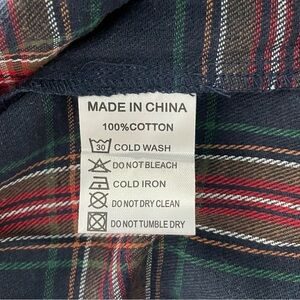 MADE IN CHINA
100%COTTON
30 COLD WASH
DO NOT BLEACH
COLD IRON
DO NOT DRY CLEAN
DO NOT TUMBLE DRY